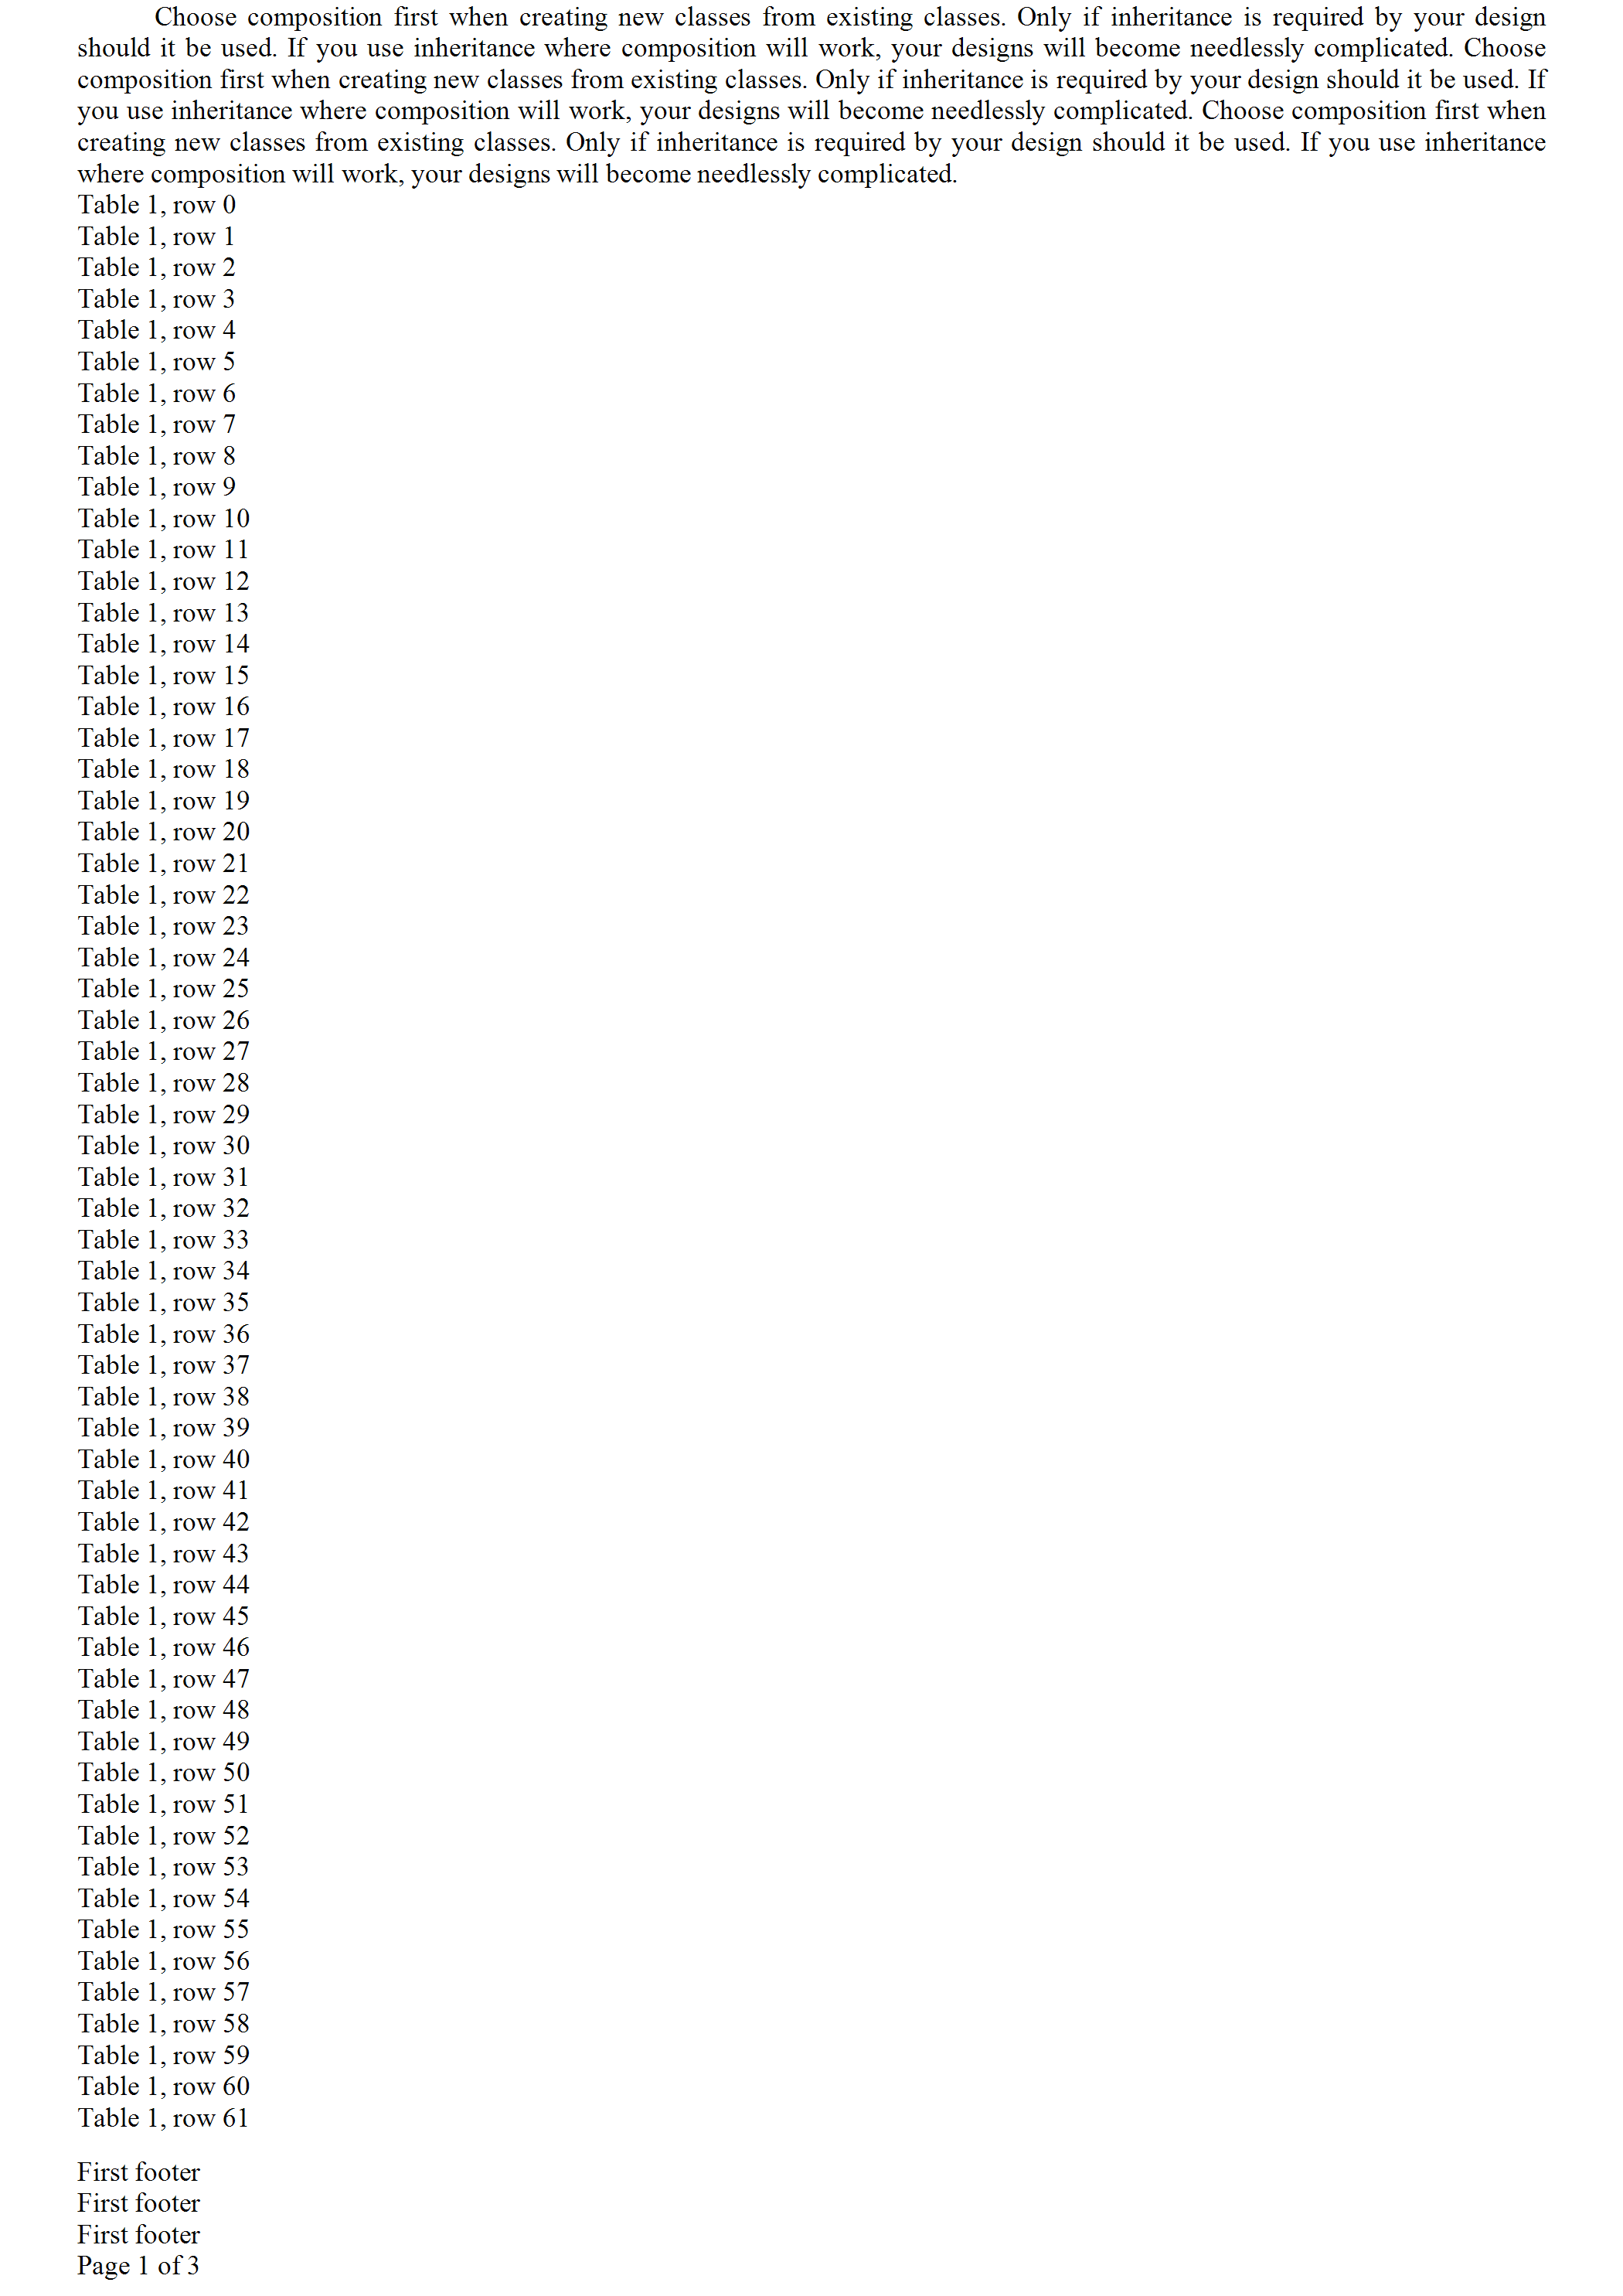 Choose composition first when creating new classes from existing classes. Only if inheritance is required by your design
should it be used. If you use inheritance where composition will work, your designs will become needlessly complicated. Choose
composition first when creating new classes from existing classes. Only if inheritance is required by your design should it be used. If
you use inheritance where composition will work, your designs will become needlessly complicated. Choose composition first when
creating new classes from existing classes. Only if inheritance is required by your design should it be used. If you use inheritance
where composition will work, your designs will become needlessly complicated.
Table 1, row 0
Table 1, row 1
Table 1, row 2
Table 1, row 3
Table 1, row 4
Table 1, row 5
Table 1, row 6
Table 1, row 7
Table 1, row 8
Table 1, row 9
Table 1, row 10
Table 1, row 11
Table 1, row 12
Table 1, row 13
Table 1, row 14
Table 1, row 15
Table 1, row 16
Table 1, row 17
Table 1, row 18
Table 1, row 19
Table 1, row 20
Table 1, row 21
Table 1, row 22
Table 1, row 23
Table 1, row 24
Table 1, row 25
Table 1, row 26
Table 1, row 27
Table 1, row 28
Table 1, row 29
Table 1, row 30
Table 1, row 31
Table 1, row 32
Table 1, row 33
Table 1, row 34
Table 1, row 35
Table 1, row 36
Table 1, row 37
Table 1, row 38
Table 1, row 39
Table 1, row 40
Table 1, row 41
Table 1, row 42
Table 1, row 43
Table 1, row 44
Table 1, row 45
Table 1, row 46
Table 1, row 47
Table 1, row 48
Table 1, row 49
Table 1, row 50
Table 1, row 51
Table 1, row 52
Table 1, row 53
Table 1, row 54
Table 1, row 55
Table 1, row 56
Table 1, row 57
Table 1, row 58
Table 1, row 59
Table 1, row 60
Table 1, row 61
First footer
First footer
First footer
Page 1 of 3